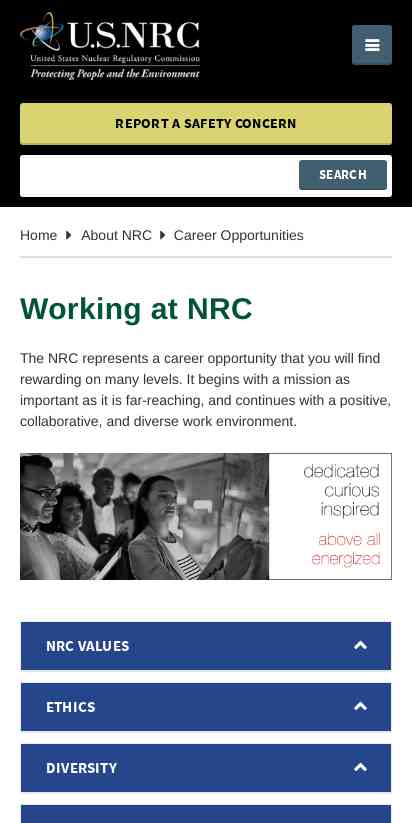 U.S.NRC
United States Nuclear Regulatory Commission
Protecting People and the Environment
REPORT A SAFETY CONCERN
SEARCH
Home About NRC Career Opportunities
Working at NRC
The NRC represents a career opportunity that you will find
rewarding on many levels. It begins with a mission as
important as it is far-reaching, and continues with a positive,
collaborative, and diverse work environment.
dedicated
curious
inspired
above all
energized
NRC VALUES
ETHICS
DIVERSITY